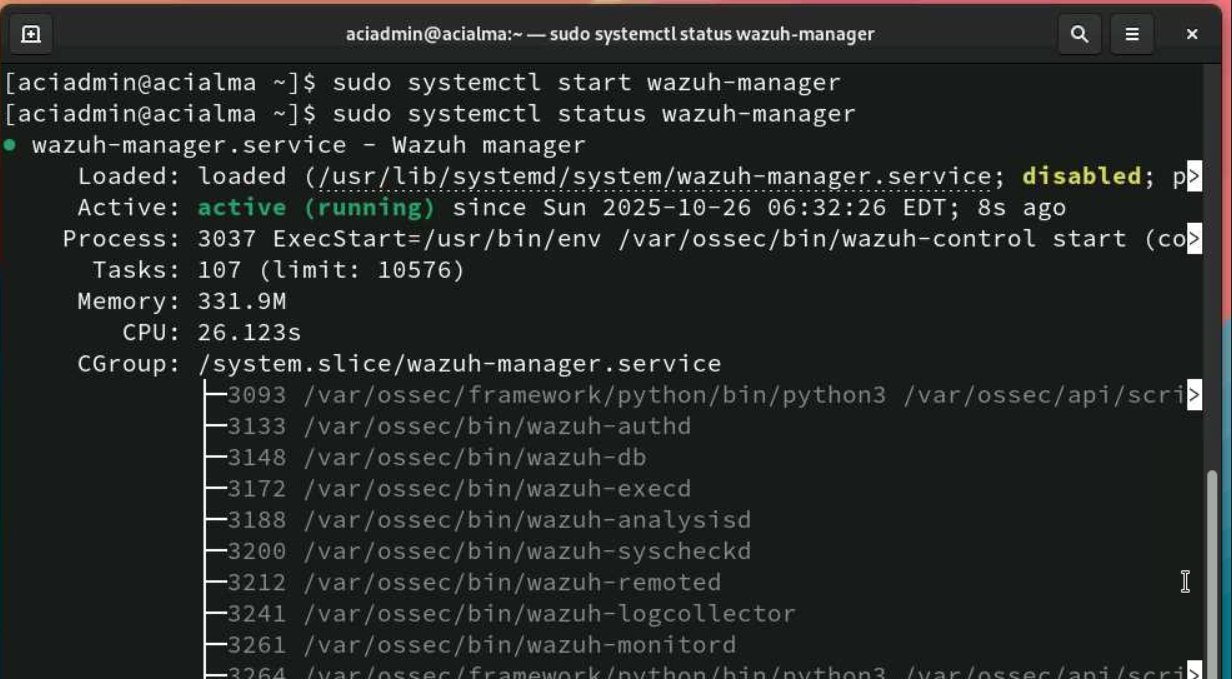 aciadmin@acialma:~ — sudo systemctl status wazuh-manager
[aciadmin@acialma ~]$ sudo systemctl start wazuh-manager
[aciadmin@acialma ~]$ sudo systemctl status wazuh-manager
● wazuh-manager.service - Wazuh manager
     Loaded: loaded (/usr/lib/systemd/system/wazuh-manager.service; disabled; p>
     Active: active (running) since Sun 2025-10-26 06:32:26 EDT; 8s ago
    Process: 3037 ExecStart=/usr/bin/env /var/ossec/bin/wazuh-control start (co>
      Tasks: 107 (limit: 10576)
     Memory: 331.9M
        CPU: 26.123s
     CGroup: /system.slice/wazuh-manager.service
             ├─3093 /var/ossec/framework/python/bin/python3 /var/ossec/api/scri>
             ├─3133 /var/ossec/bin/wazuh-authd
             ├─3148 /var/ossec/bin/wazuh-db
             ├─3172 /var/ossec/bin/wazuh-execd
             ├─3188 /var/ossec/bin/wazuh-analysisd
             ├─3200 /var/ossec/bin/wazuh-syscheckd
             ├─3212 /var/ossec/bin/wazuh-remoted
             ├─3241 /var/ossec/bin/wazuh-logcollector
             ├─3261 /var/ossec/bin/wazuh-monitord
             ├─3264 /var/ossec/framework/python/bin/python3 /var/ossec/api/scri>